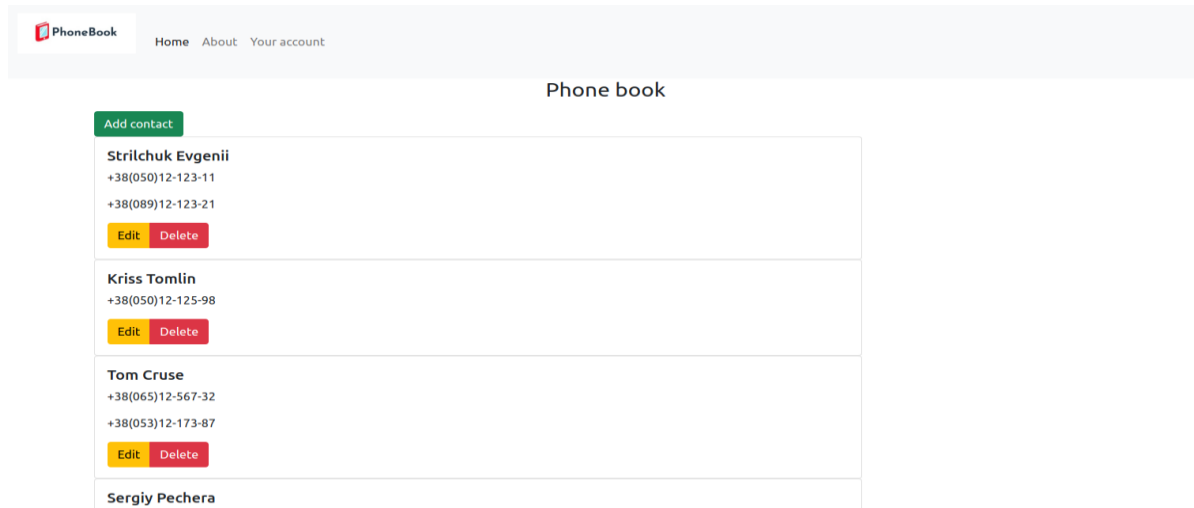 PhoneBook
Home About Your account
Phone book
Add contact
Strilchuk Evgenii
+38(050)12-123-11
+38(089)12-123-21
Edit Delete
Kriss Tomlin
+38(050)12-125-98
Edit Delete
Tom Cruse
+38(065)12-567-32
+38(053)12-173-87
Edit Delete
Sergiy Pechera